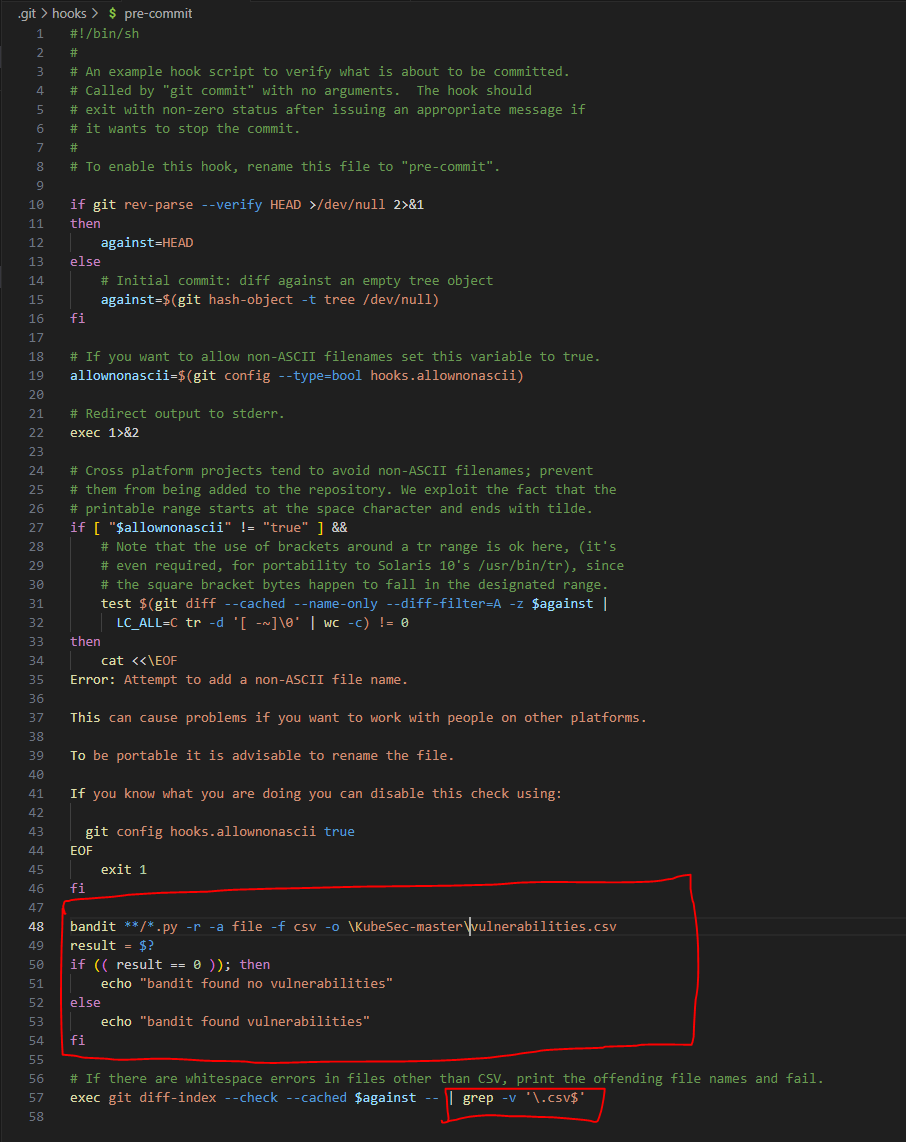 .git > hooks > $ pre-commit
1 #!/bin/sh
2 #
3 # An example hook script to verify what is about to be committed.
4 # Called by "git commit" with no arguments.  The hook should
5 # exit with non-zero status after issuing an appropriate message if
6 # it wants to stop the commit.
7 #
8 # To enable this hook, rename this file to "pre-commit".
9
10 if git rev-parse --verify HEAD >/dev/null 2>&1
11 then
12     against=HEAD
13 else
14     # Initial commit: diff against an empty tree object
15     against=$(git hash-object -t tree /dev/null)
16 fi
17
18 # If you want to allow non-ASCII filenames set this variable to true.
19 allownonascii=$(git config --type=bool hooks.allownonascii)
20
21 # Redirect output to stderr.
22 exec 1>&2
23
24 # Cross platform projects tend to avoid non-ASCII filenames; prevent
25 # them from being added to the repository. We exploit the fact that the
26 # printable range starts at the space character and ends with tilde.
27 if [ "$allownonascii" != "true" ] &&
28     # Note that the use of brackets around a tr range is ok here, (it's
29     # even required, for portability to Solaris 10's /usr/bin/tr), since
30     # the square bracket bytes happen to fall in the designated range.
31     test $(git diff --cached --name-only --diff-filter=A -z $against |
32       LC_ALL=C tr -d '[ -~]\0' | wc -c) != 0
33 then
34     cat <<\EOF
35 Error: Attempt to add a non-ASCII file name.
36
37 This can cause problems if you want to work with people on other platforms.
38
39 To be portable it is advisable to rename the file.
40
41 If you know what you are doing you can disable this check using:
42
43   git config hooks.allownonascii true
44 EOF
45     exit 1
46 fi
47
48 bandit **/*.py -r -a file -f csv -o \KubeSec-master\vulnerabilities.csv
49 result = $?
50 if (( result == 0 )); then
51     echo "bandit found no vulnerabilities"
52 else
53     echo "bandit found vulnerabilities"
54 fi
55
56 # If there are whitespace errors in files other than CSV, print the offending file names and fail.
57 exec git diff-index --check --cached $against -- | grep -v '\.csv$'
58